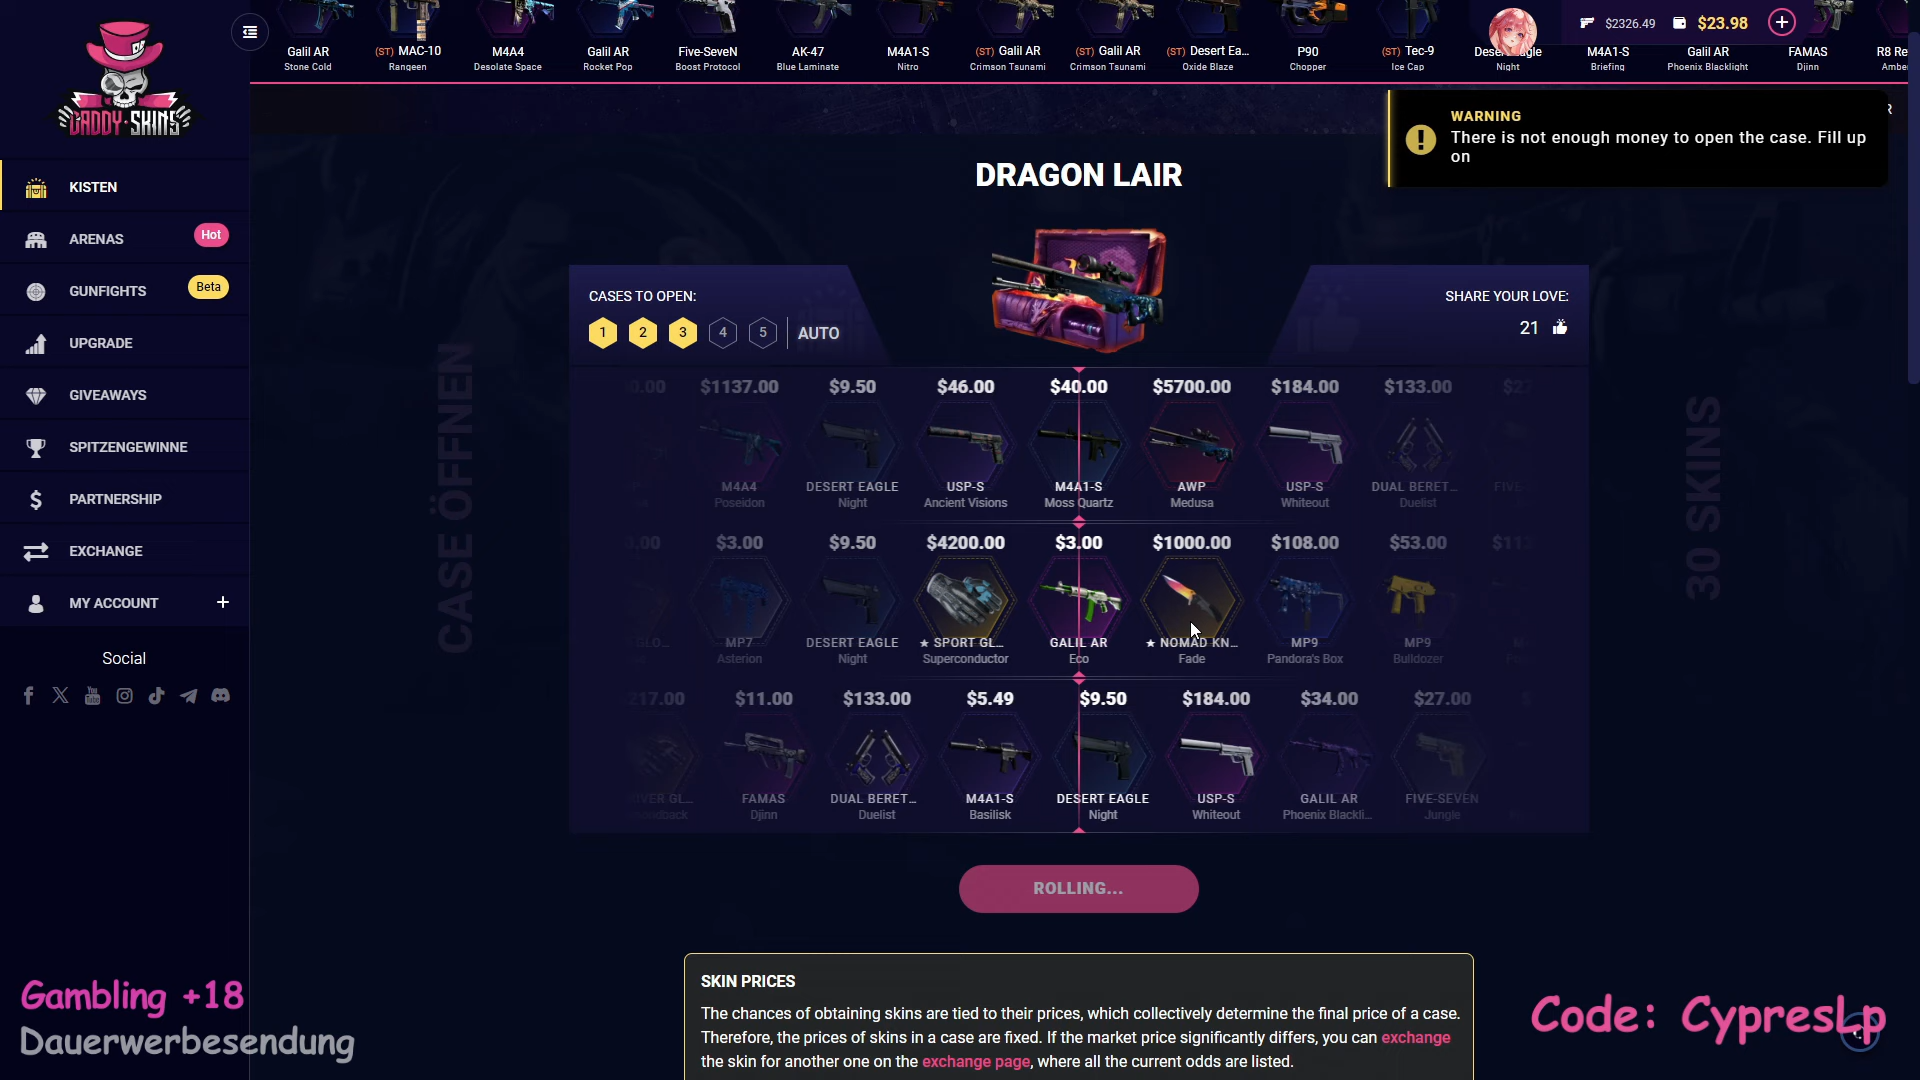 Galil AR
Stone Cold
(ST) MAC-10
Rangeen
M4A4
Desolate Space
Galil AR
Rocket Pop
Five-SeveN
Boost Protocol
AK-47
Blue Laminate
M4A1-S
Nitro
(ST) Galil AR
Crimson Tsunami
(ST) Galil AR
Crimson Tsunami
(ST) Desert Ea...
Oxide Blaze
P90
Chopper
(ST) Tec-9
Ice Cap
Night
M4A1-S
Briefing
Galil AR
Phoenix Blacklight
FAMAS
Djinn
$2326.49
$23.98
DADDY SKINS
KISTEN
ARENAS
Hot
GUNFIGHTS
Beta
UPGRADE
GIVEAWAYS
SPITZENGEWINNE
PARTNERSHIP
EXCHANGE
MY ACCOUNT
Social
WARNING
There is not enough money to open the case. Fill up
on
DRAGON LAIR
CASES TO OPEN:
1 2 3 4 5 AUTO
SHARE YOUR LOVE:
21
CASE ÖFFNEN
30 SKINS
$1137.00 $9.50 $46.00 $40.00 $5700.00 $184.00 $133.00
M4A4 DESERT EAGLE USP-S M4A1-S AWP USP-S DUAL BERET...
Poseidon Night Ancient Visions Moss Quartz Medusa Whiteout Duelist
$3.00 $9.50 $4200.00 $3.00 $1000.00 $108.00 $53.00
MP7 DESERT EAGLE ★ SPORT GL... GALIL AR ★ NOMAD KN... MP9 MP9
Asterion Night Superconductor Eco Fade Pandora's Box Bulldozer
$11.00 $133.00 $5.49 $9.50 $184.00 $34.00 $27.00
FAMAS DUAL BERET... M4A1-S DESERT EAGLE USP-S GALIL AR FIVE-SEVEN
Djinn Duelist Basilisk Night Whiteout Phoenix Blackli... Jungle
ROLLING...
SKIN PRICES
The chances of obtaining skins are tied to their prices, which collectively determine the final price of a case.
Therefore, the prices of skins in a case are fixed. If the market price significantly differs, you can exchange
the skin for another one on the exchange page, where all the current odds are listed.
Gambling +18
Dauerwerbesendung
Code: CypresLp